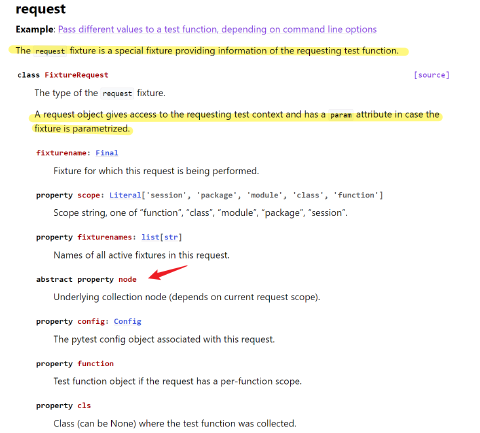 request
Example: Pass different values to a test function, depending on command line options
The request fixture is a special fixture providing information of the requesting test function.
class FixtureRequest [source]
The type of the request fixture.
A request object gives access to the requesting test context and has a param attribute in case the
fixture is parametrized.
fixturename: Final
Fixture for which this request is being performed.
property scope: Literal['session', 'package', 'module', 'class', 'function']
Scope string, one of “function”, “class”, “module”, “package”, “session”.
property fixturenames: list[str]
Names of all active fixtures in this request.
abstract property node
Underlying collection node (depends on current request scope).
property config: Config
The pytest config object associated with this request.
property function
Test function object if the request has a per-function scope.
property cls
Class (can be None) where the test function was collected.